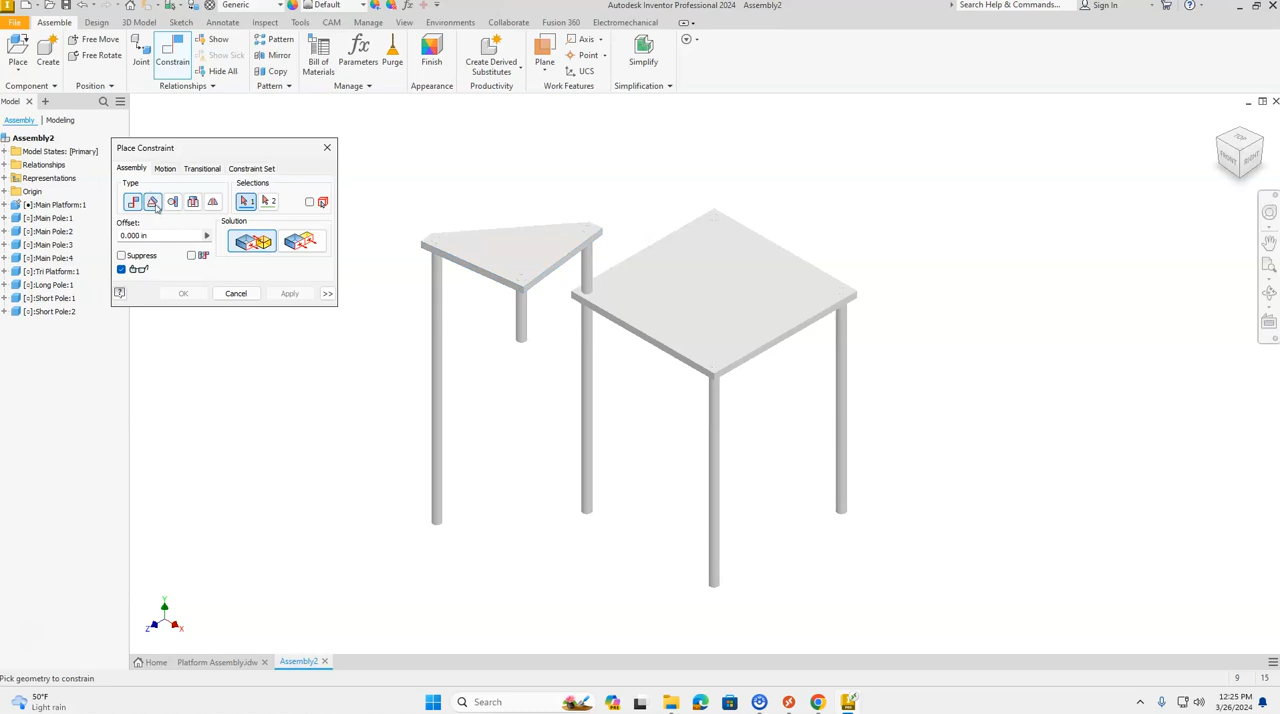 Generic
Default
Autodesk Inventor Professional 2024 Assembly2
Search Help & Commands...
Sign In
File Assemble Design 3D Model Sketch Annotate Inspect Tools CAM Manage View Environments Collaborate Fusion 360 Electromechanical
Free Move
Free Rotate
Place
Create
Joint
Constrain
Show
Show Sick
Hide All
Pattern
Mirror
Copy
Bill of
Materials
Parameters
Purge
Finish
Create Derived
Substitutes
Plane
Axis
Point
UCS
Simplify
Component
Position
Relationships
Pattern
Manage
Appearance
Productivity
Work Features
Simplification
Model
Assembly Modeling
Assembly2
Model States: [Primary]
Relationships
Representations
Origin
Main Platform:1
Main Pole:1
Main Pole:2
Main Pole:3
Main Pole:4
Tri Platform:1
Long Pole:1
Short Pole:1
Short Pole:2
Place Constraint
Assembly Motion Transitional Constraint Set
Type
Selections
1
2
Offset:
Solution
0.000 in
Suppress
OK
Cancel
Apply
>>
TOP
FRONT
RIGHT
Y
Z
X
Home
Platform Assembly.idw
Assembly2
Pick geometry to constrain
9
15
50°F
Light rain
Search
12:25 PM
3/26/2024